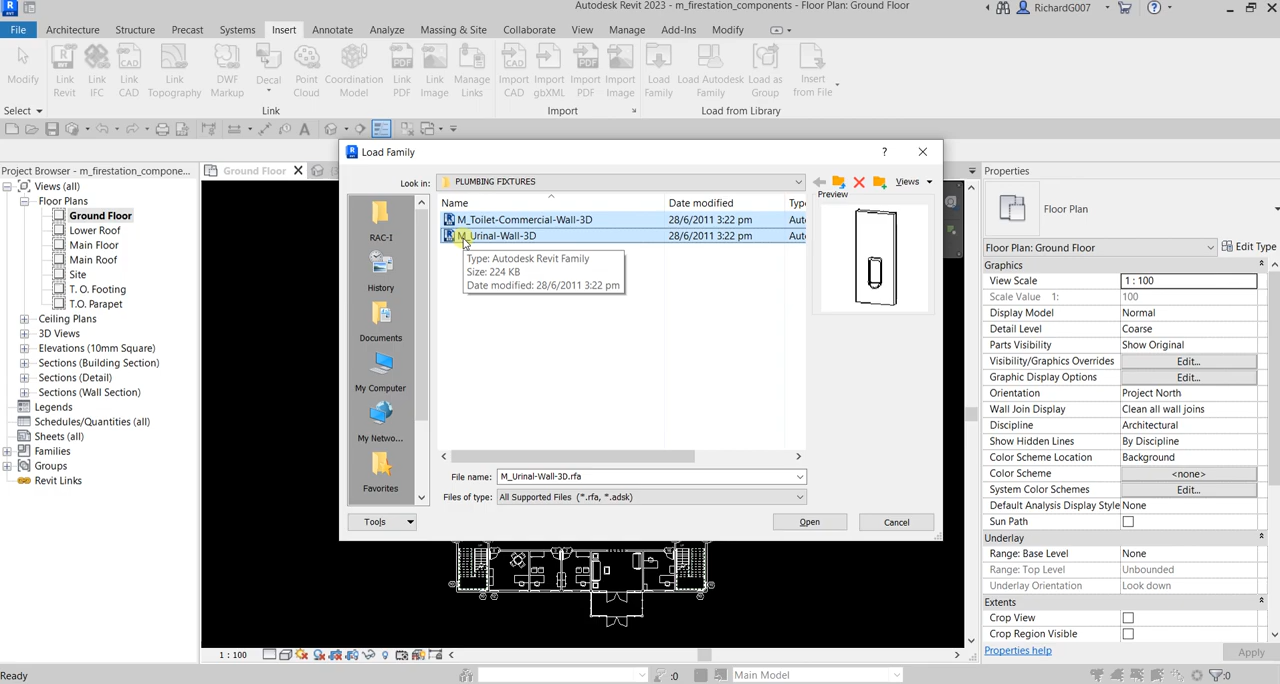 Autodesk Revit 2023 - m_firestation_components - Floor Plan: Ground Floor
RichardG007
File Architecture Structure Precast Systems Insert Annotate Analyze Massing & Site Collaborate View Manage Add-Ins Modify
Modify
Link Revit
Link IFC
Link CAD
Link Topography
DWF Markup
Decal
Point Cloud
Coordination Model
Link PDF
Link Image
Manage Links
Import CAD
Import gbXML
Import PDF
Import Image
Load Family
Load Autodesk Family
Load as Group
Insert from File
Select Link Import Load from Library
Project Browser - m_firestation_compone...
Views (all)
Floor Plans
Ground Floor
Lower Roof
Main Floor
Main Roof
Site
T. O. Footing
T.O. Parapet
Ceiling Plans
3D Views
Elevations (10mm Square)
Sections (Building Section)
Sections (Detail)
Sections (Wall Section)
Legends
Schedules/Quantities (all)
Sheets (all)
Families
Groups
Revit Links
Ground Floor
Load Family
?
Look in: PLUMBING FIXTURES
Views
Preview
Name Date modified Typ
M_Toilet-Commercial-Wall-3D 28/6/2011 3:22 pm Aut
M_Urinal-Wall-3D 28/6/2011 3:22 pm Aut
Type: Autodesk Revit Family
Size: 224 KB
Date modified: 28/6/2011 3:22 pm
RAC-I
History
Documents
My Computer
My Netwo...
Favorites
File name: M_Urinal-Wall-3D.rfa
Files of type: All Supported Files (*.rfa, *.adsk)
Tools Open Cancel
Properties
Floor Plan
Floor Plan: Ground Floor Edit Type
Graphics
View Scale 1 : 100
Scale Value 1: 100
Display Model Normal
Detail Level Coarse
Parts Visibility Show Original
Visibility/Graphics Overrides Edit...
Graphic Display Options Edit...
Orientation Project North
Wall Join Display Clean all wall joins
Discipline Architectural
Show Hidden Lines By Discipline
Color Scheme Location Background
Color Scheme <none>
System Color Schemes Edit...
Default Analysis Display Style None
Sun Path
Underlay
Range: Base Level None
Range: Top Level Unbounded
Underlay Orientation Look down
Extents
Crop View
Crop Region Visible
Properties help Apply
1 : 100
Ready
:0 Main Model :0